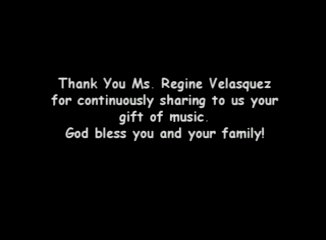 Thank You Ms. Regine Velasquez
for continuously sharing to us your
gift of music.
God bless you and your family!